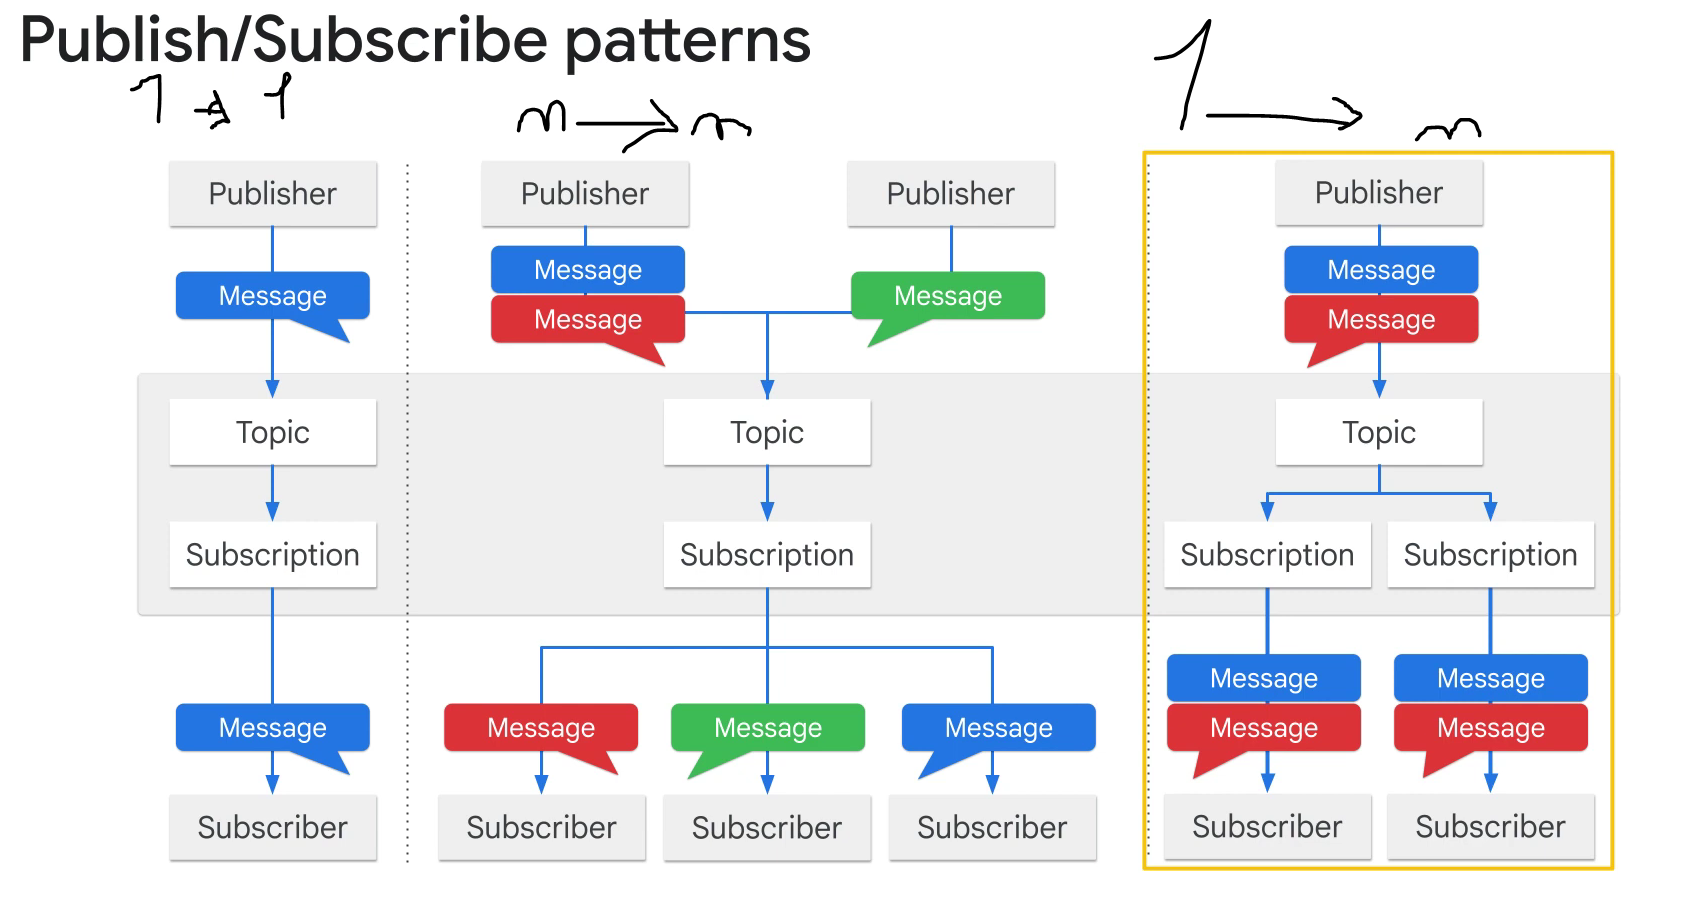 Publish/Subscribe patterns
1 → 1
m → m
1 → m
Publisher
Message
Topic
Subscription
Message
Subscriber
Publisher
Publisher
Message
Message
Message
Topic
Subscription
Message
Message
Message
Subscriber
Subscriber
Subscriber
Publisher
Message
Message
Topic
Subscription
Subscription
Message
Message
Message
Message
Subscriber
Subscriber